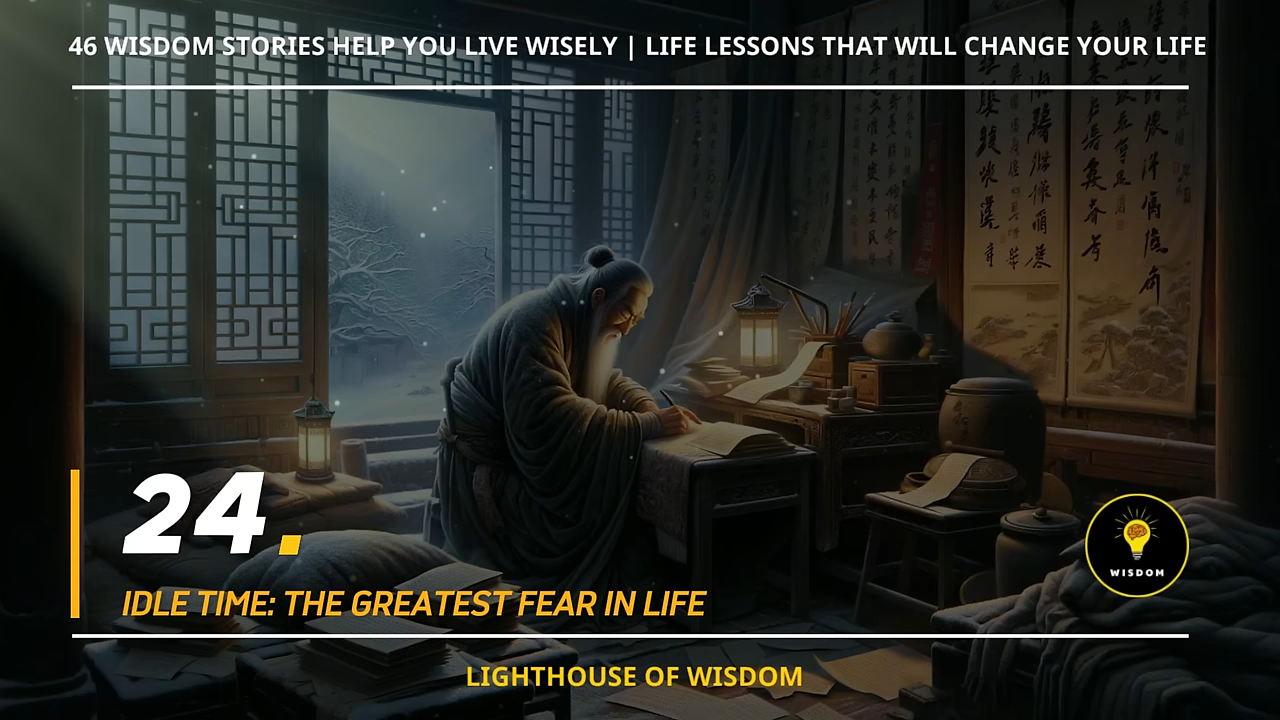 46 WISDOM STORIES HELP YOU LIVE WISELY | LIFE LESSONS THAT WILL CHANGE YOUR LIFE
24.
IDLE TIME: THE GREATEST FEAR IN LIFE
WISDOM
LIGHTHOUSE OF WISDOM